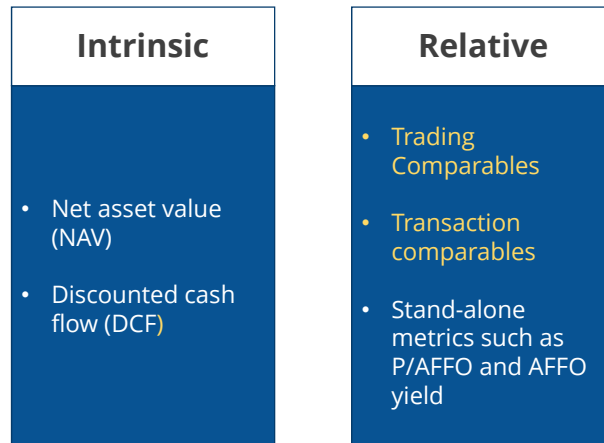 Intrinsic
• Net asset value
(NAV)
• Discounted cash
flow (DCF)
Relative
• Trading
Comparables
• Transaction
comparables
• Stand-alone
metrics such as
P/AFFO and AFFO
yield